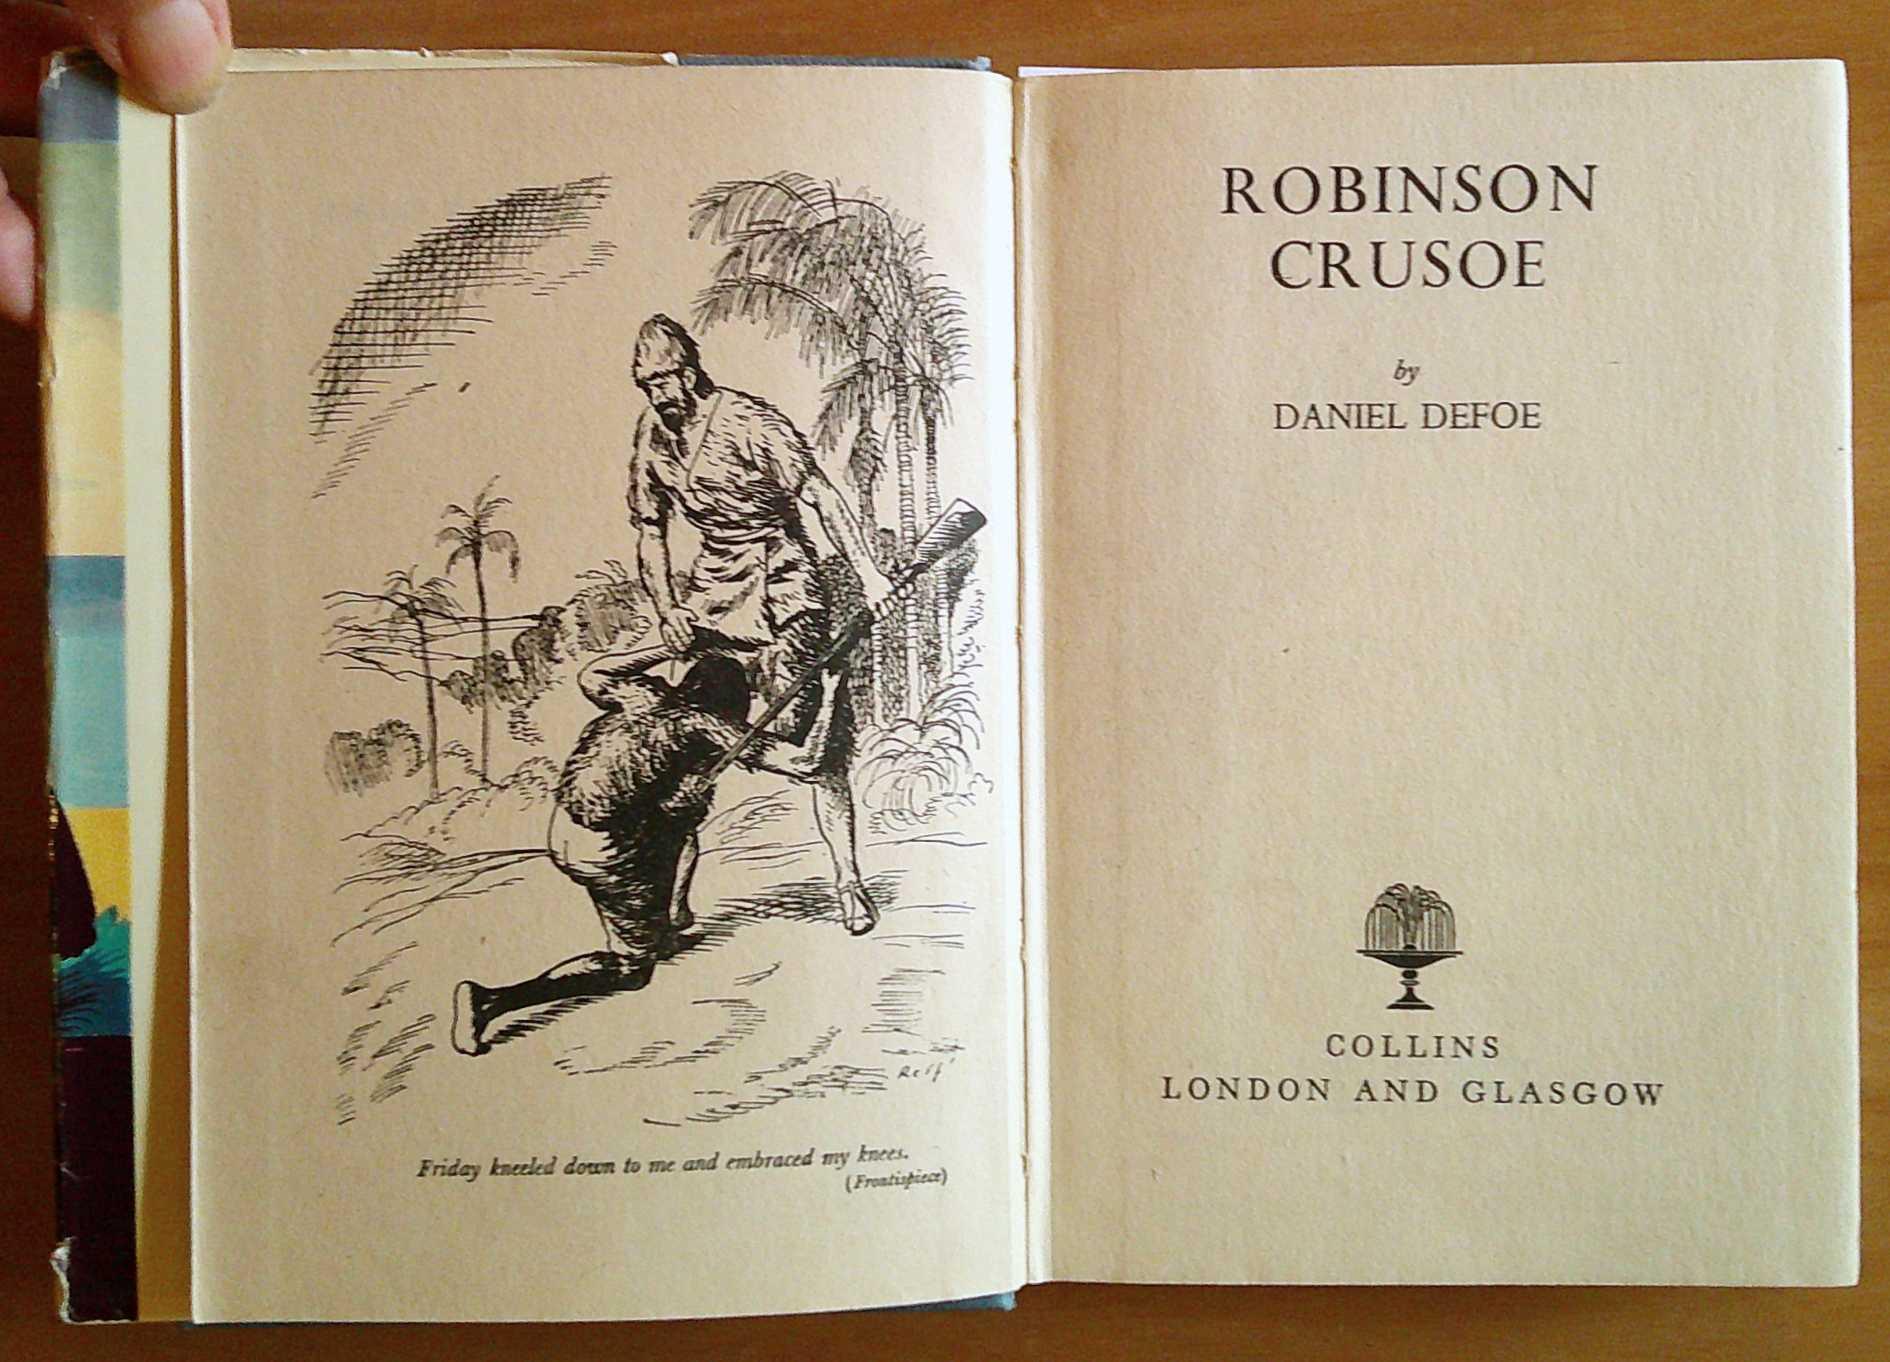 Friday kneeled down to me and embraced my knees.
(Frontispiece)
ROBINSON
CRUSOE
by
DANIEL DEFOE
COLLINS
LONDON AND GLASGOW